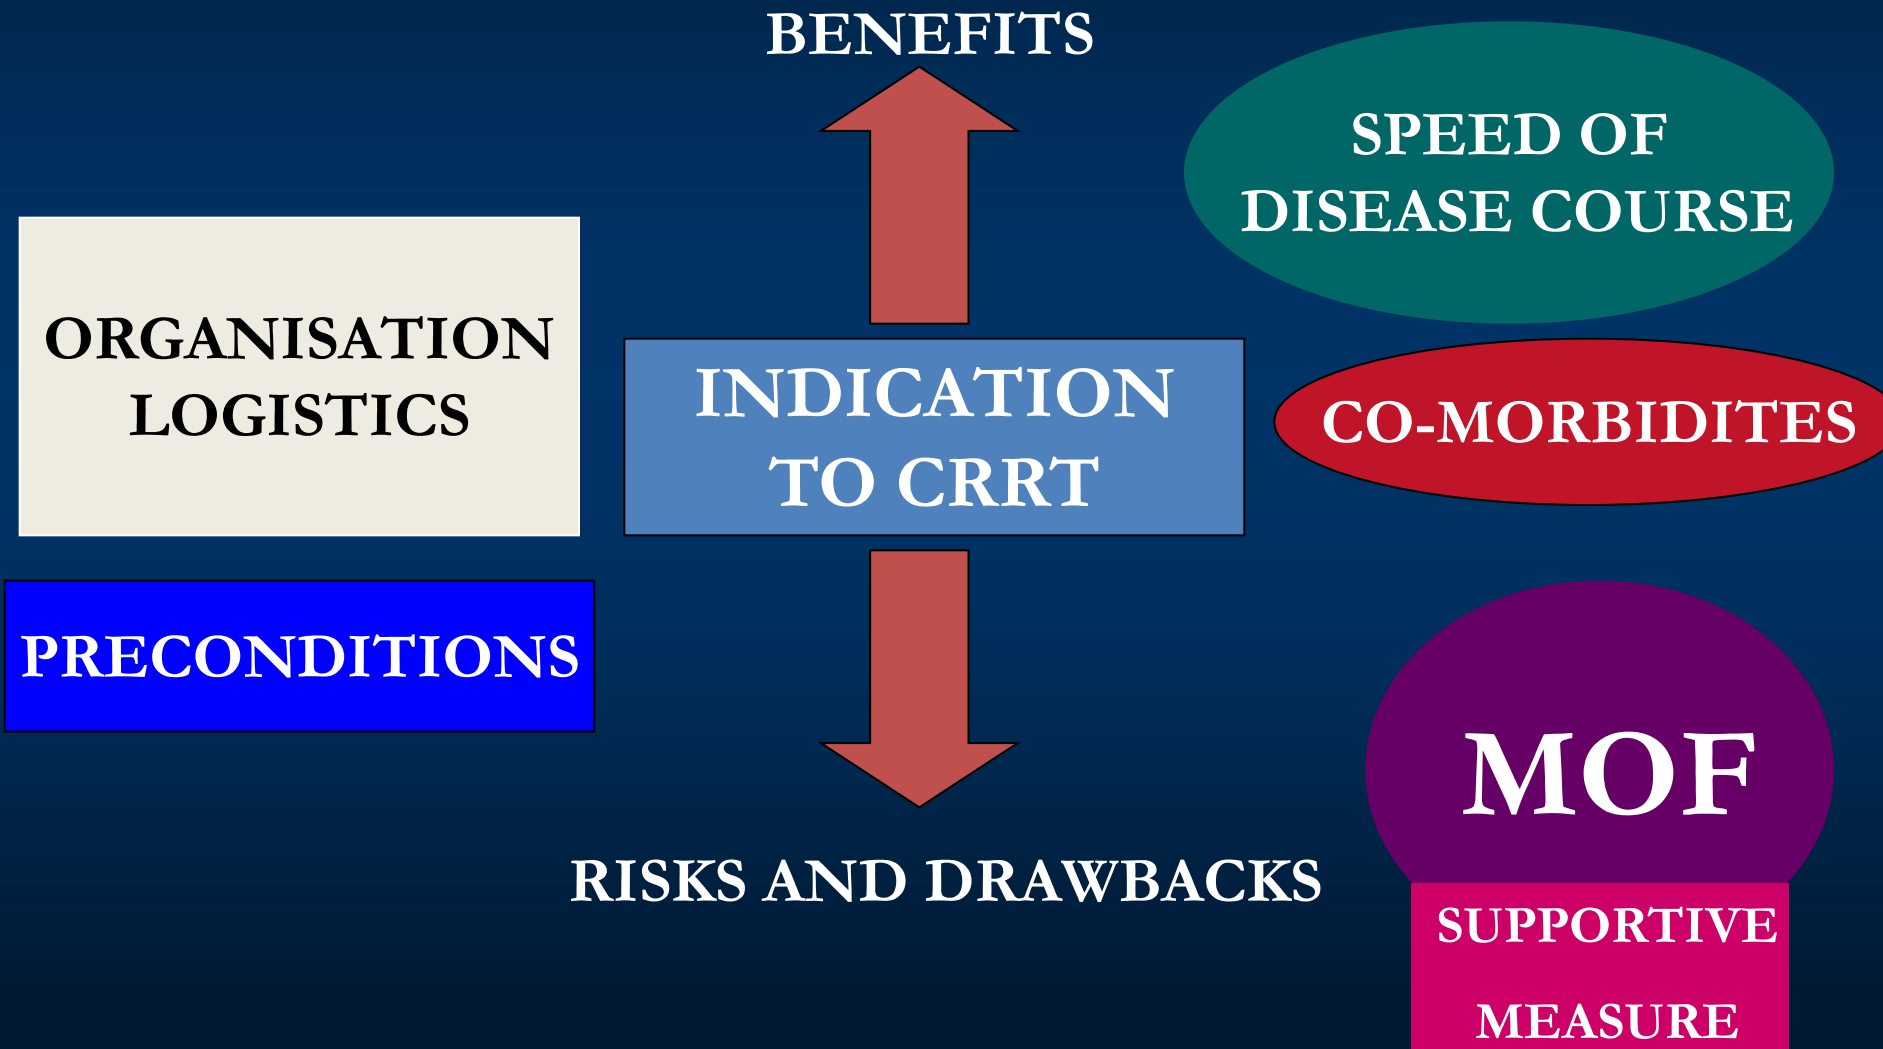 BENEFITS
SPEED OF
DISEASE COURSE
ORGANISATION
LOGISTICS
INDICATION
TO CRRT
CO-MORBIDITES
PRECONDITIONS
MOF
RISKS AND DRAWBACKS
SUPPORTIVE
MEASURE